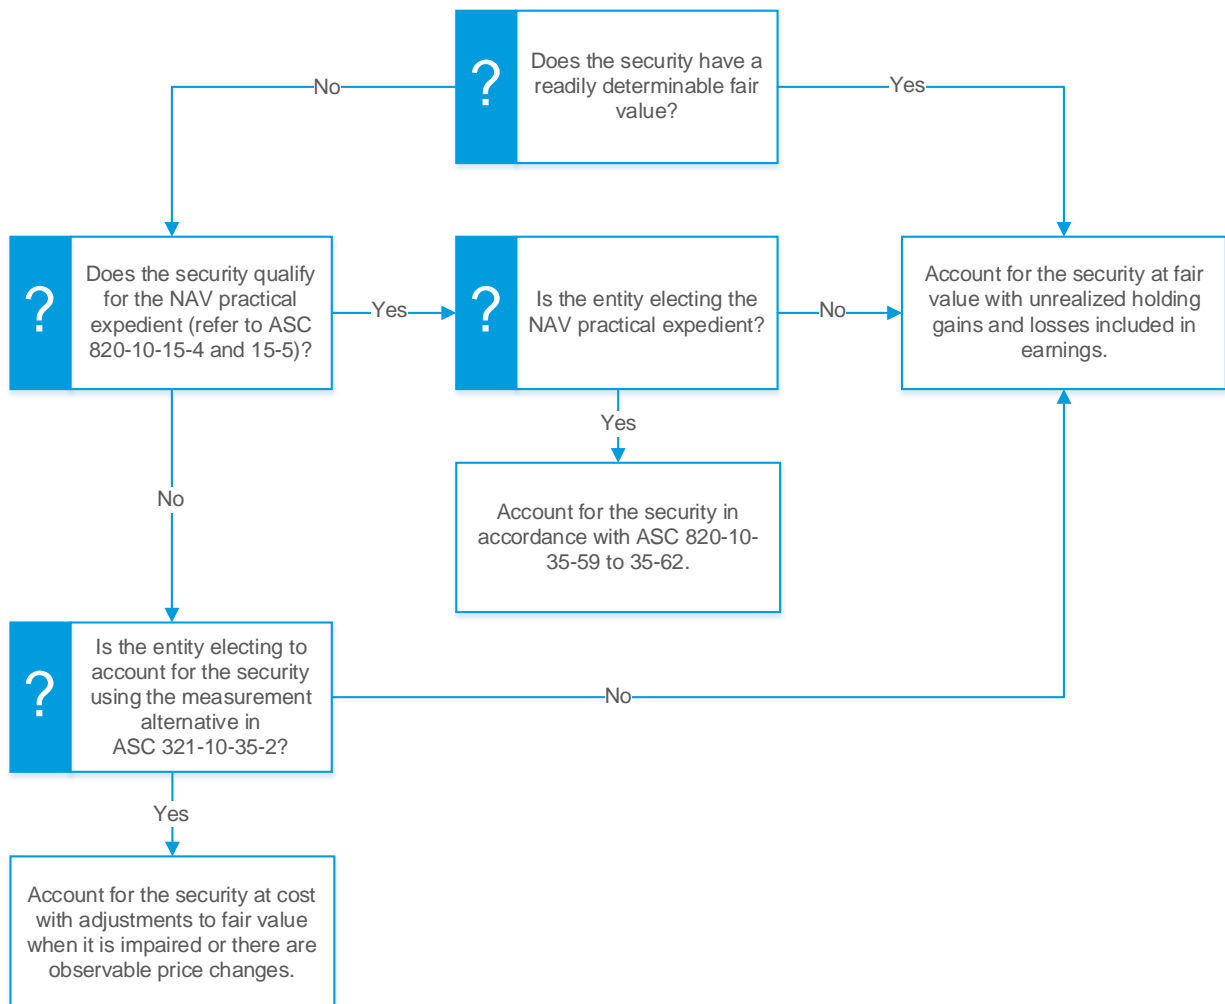 ?
Does the security have a
readily determinable fair
value?
No
Yes
?
Does the security qualify
for the NAV practical
expedient (refer to ASC
820-10-15-4 and 15-5)?
Yes
?
Is the entity electing the
NAV practical expedient?
No
Account for the security at fair
value with unrealized holding
gains and losses included in
earnings.
Yes
Account for the security in
accordance with ASC 820-10-
35-59 to 35-62.
No
?
Is the entity electing to
account for the security
using the measurement
alternative in
ASC 321-10-35-2?
No
Yes
Account for the security at cost
with adjustments to fair value
when it is impaired or there are
observable price changes.